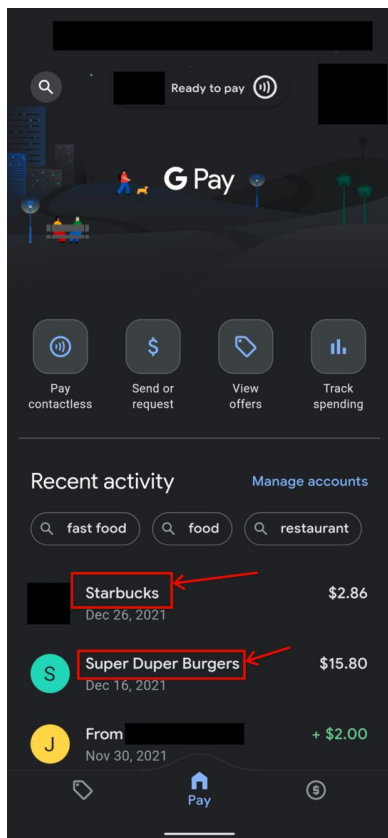 Ready to pay
G Pay
Pay contactless
Send or request
View offers
Track spending
Recent activity
Manage accounts
fast food
food
restaurant
Starbucks
$2.86
Dec 26, 2021
S
Super Duper Burgers
$15.80
Dec 16, 2021
J
From
+ $2.00
Nov 30, 2021
Pay